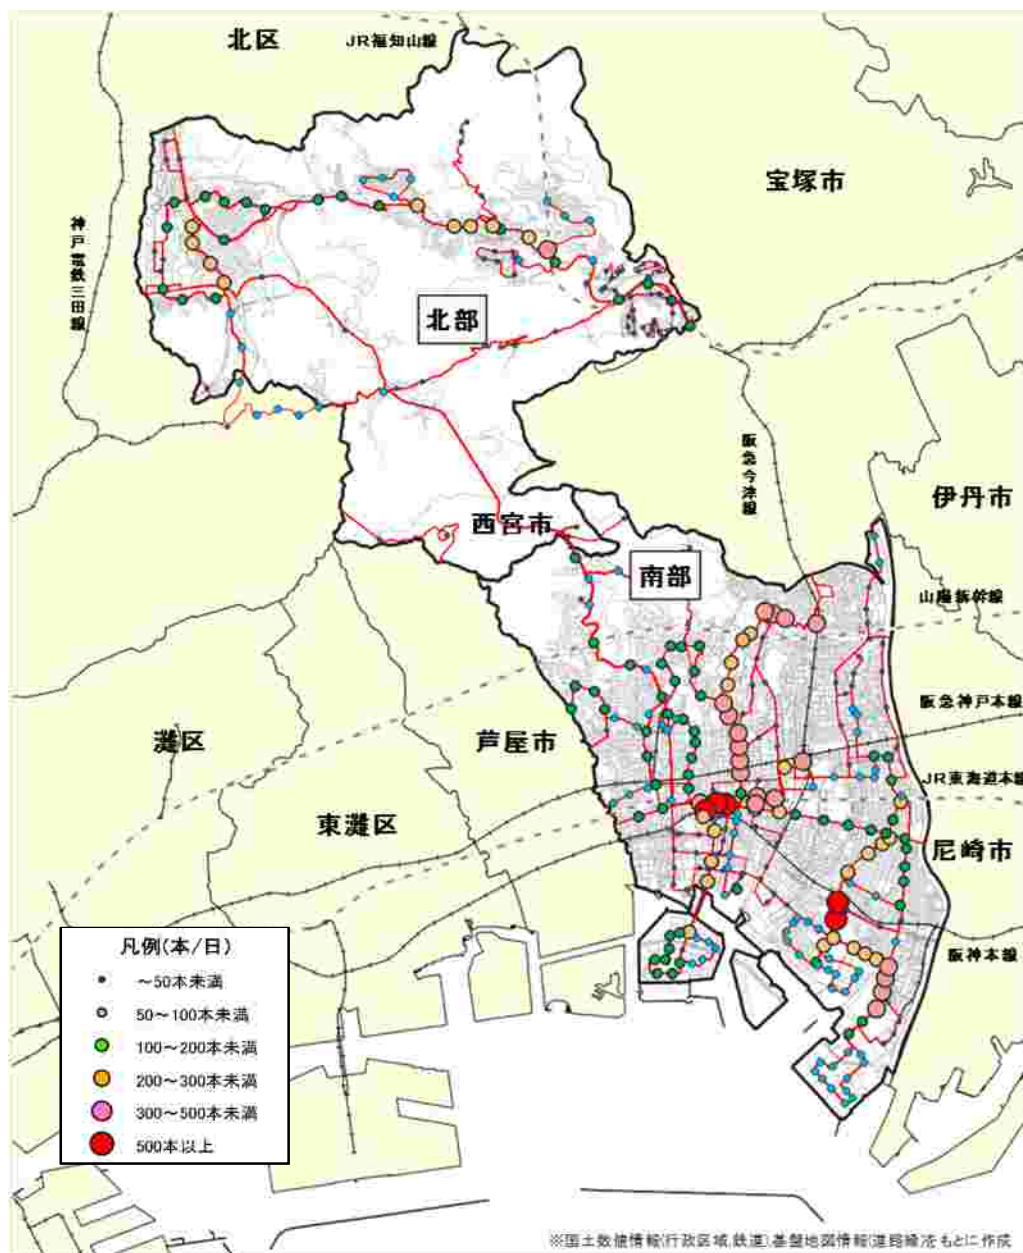 北区
JR福知山線
宝塚市
神戸電鉄三田線
北部
阪急今津線
伊丹市
西宮市
南部
山陽新幹線
阪急神戸本線
灘区
芦屋市
JR東海道本線
東灘区
尼崎市
阪神本線
凡例(本/日)
～50本未満
50～100本未満
100～200本未満
200～300本未満
300～500本未満
500本以上
※国土数値情報(行政区域,鉄道),基盤地図情報(道路縁)をもとに作成